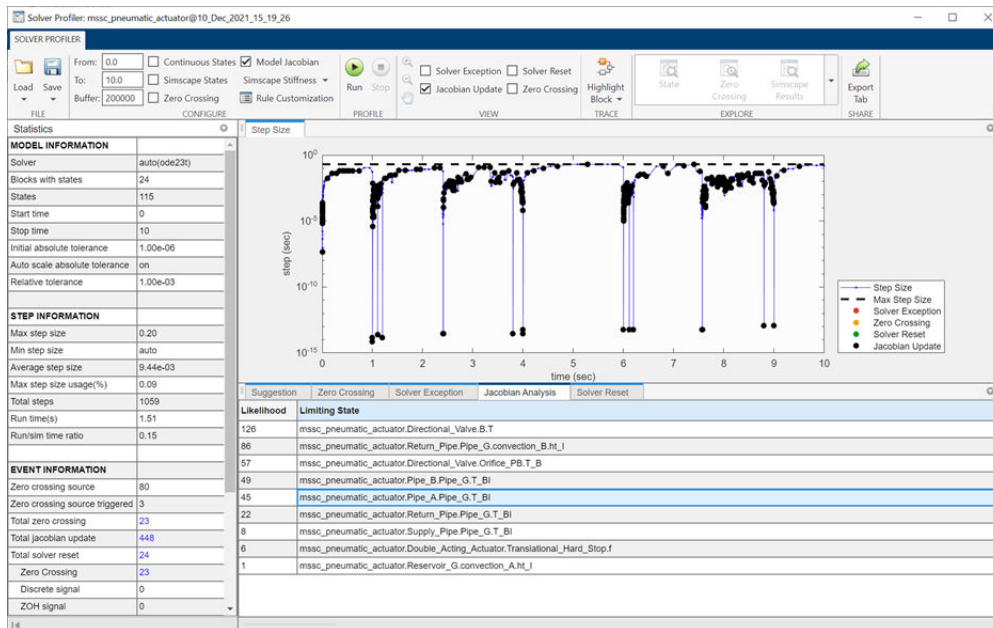 Solver Profiler: mssc_pneumatic_actuator@10_Dec_2021_15_19_26
SOLVER PROFILER
Load
Save
FILE
From: 0.0
To: 10.0
Buffer: 200000
Continuous States
Simscape States
Zero Crossing
Model Jacobian
Simscape Stiffness
Rule Customization
CONFIGURE
Run
Stop
PROFILE
Solver Exception
Solver Reset
Jacobian Update
Zero Crossing
VIEW
Highlight
Block
TRACE
State
Zero
Crossing
Simscape
Results
EXPLORE
Export
Tab
SHARE
Statistics
MODEL INFORMATION
Solver auto(ode23t)
Blocks with states 24
States 115
Start time 0
Stop time 10
Initial absolute tolerance 1.00e-06
Auto scale absolute tolerance on
Relative tolerance 1.00e-03
STEP INFORMATION
Max step size 0.20
Min step size auto
Average step size 9.44e-03
Max step size usage(%) 0.09
Total steps 1059
Run time(s) 1.51
Run/sim time ratio 0.15
EVENT INFORMATION
Zero crossing source 80
Zero crossing source triggered 3
Total zero crossing 23
Total jacobian update 448
Total solver reset 24
Zero Crossing 23
Discrete signal 0
ZOH signal 0
Step Size
10^0
10^-5
10^-10
10^-15
step (sec)
0 1 2 3 4 5 6 7 8 9 10
time (sec)
Step Size
Max Step Size
Solver Exception
Zero Crossing
Solver Reset
Jacobian Update
Suggestion
Zero Crossing
Solver Exception
Jacobian Analysis
Solver Reset
Likelihood Limiting State
126 mssc_pneumatic_actuator.Directional_Valve.B.T
86 mssc_pneumatic_actuator.Return_Pipe.Pipe_G.convection_B.ht_I
57 mssc_pneumatic_actuator.Directional_Valve.Orifice_PB.T_B
49 mssc_pneumatic_actuator.Pipe_B.Pipe_G.T_BI
45 mssc_pneumatic_actuator.Pipe_A.Pipe_G.T_BI
22 mssc_pneumatic_actuator.Return_Pipe.Pipe_G.T_BI
8 mssc_pneumatic_actuator.Supply_Pipe.Pipe_G.T_BI
6 mssc_pneumatic_actuator.Double_Acting_Actuator.Translational_Hard_Stop.f
1 mssc_pneumatic_actuator.Reservoir_G.convection_A.ht_I